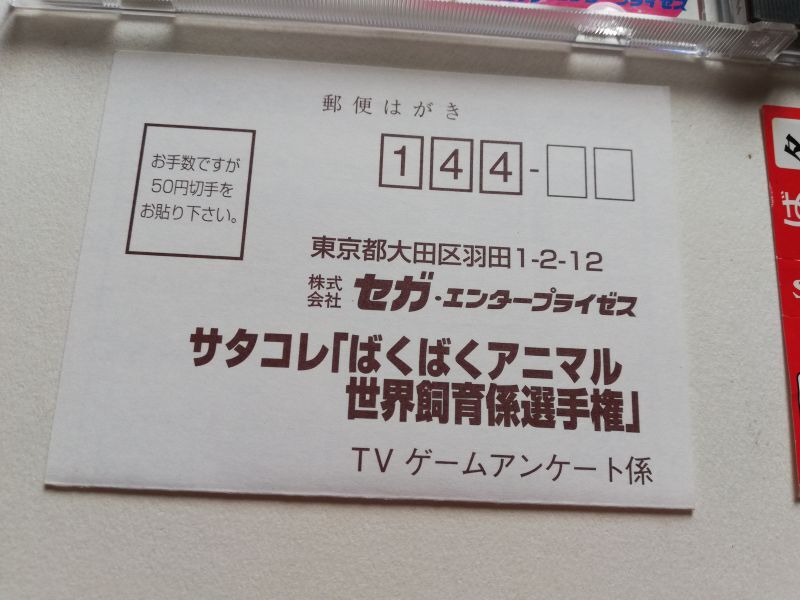 郵便はがき
お手数ですが
50円切手を
お貼り下さい。
144-
東京都大田区羽田1-2-12
株式会社 セガ・エンタープライゼス
サタコレ「ばくばくアニマル
世界飼育係選手権」
TV ゲームアンケート係
ば